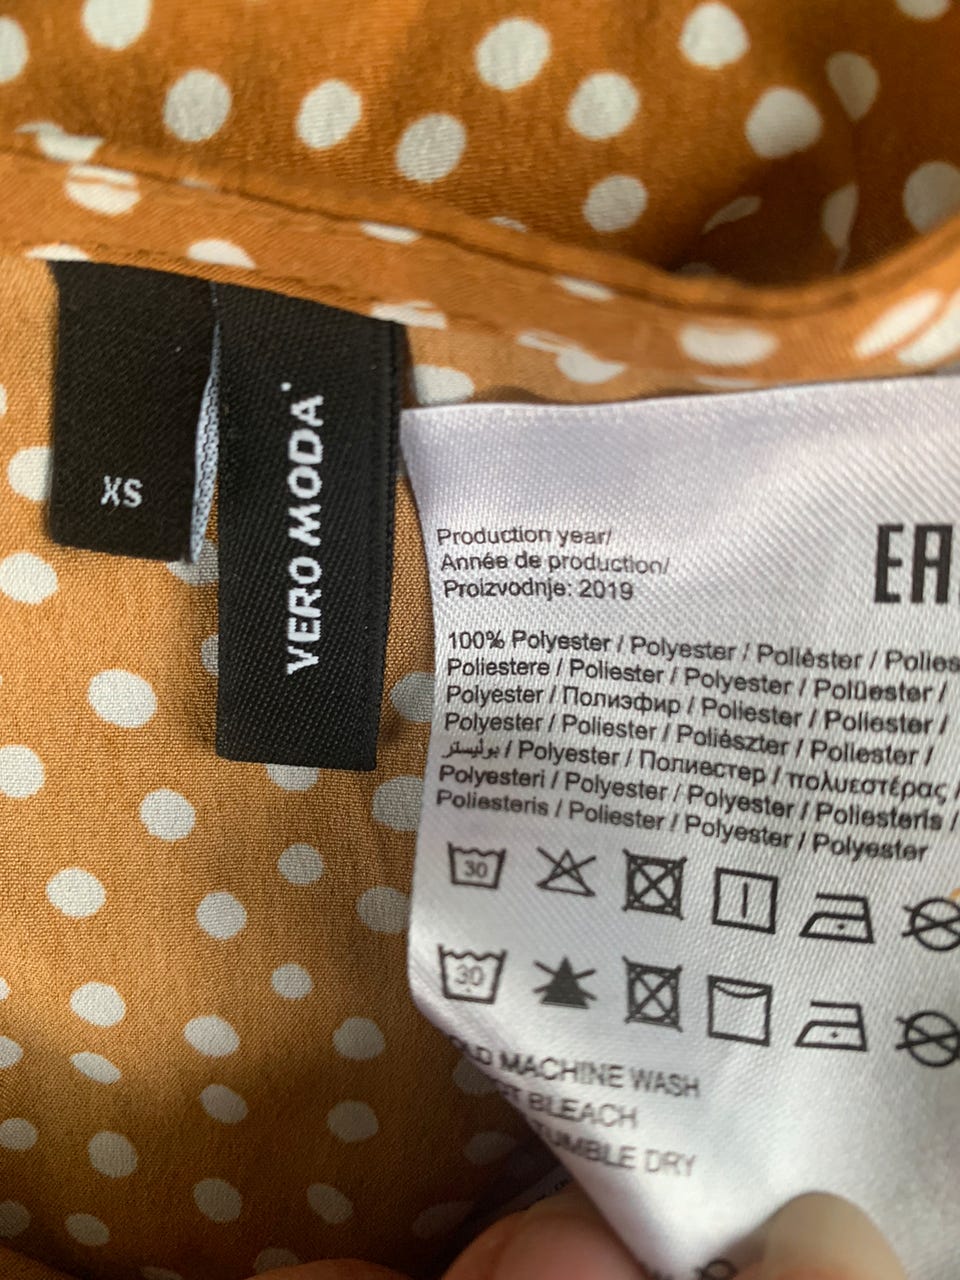 XS
VERO MODA
Production year/
Année de production/
Proizvodnje: 2019
EAC
100% Polyester / Polyester / Poliêster / Polies
Poliestere / Poliester / Polyester / Polüester /
Polyester / Полиэфир / Poliester / Poliester /
Polyester / Poliester / Poliészter / Poliester /
بوليستر / Polyester / Полиестер / πολυεστέρας /
Polyesteri / Polyester / Polyester / Poliesteris /
Poliesteris / Poliester / Polyester / Polyester
30
30
MACHINE WASH
BLEACH
TUMBLE DRY